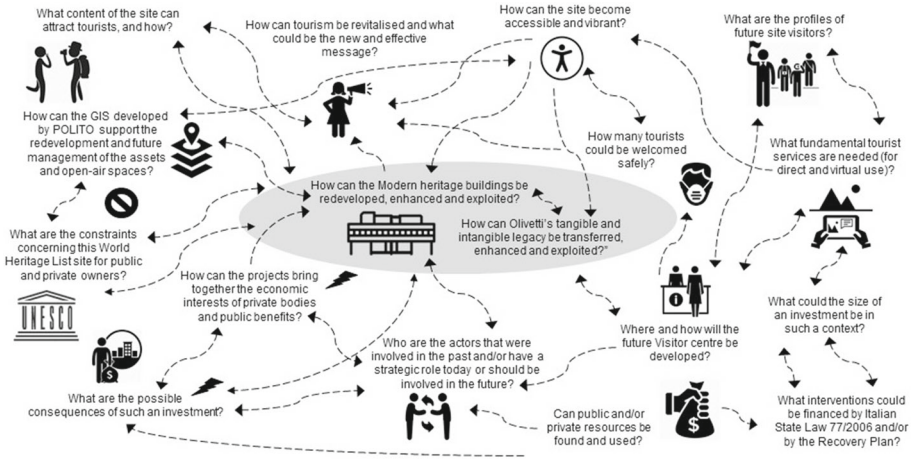 What content of the site can
attract tourists, and how?
How can tourism be revitalised and what
could be the new and effective
message?
How can the site become
accessible and vibrant?
What are the profiles of
future site visitors?
How can the GIS developed
by POLITO support the
redevelopment and future
management of the assets
and open-air spaces?
How many tourists
could be welcomed
safely?
What fundamental tourist
services are needed (for
direct and virtual use)?
How can the Modern heritage buildings be
redeveloped, enhanced and exploited?
How can Olivetti's tangible and
intangible legacy be transferred,
enhanced and exploited?"
What are the constraints
concerning this World
Heritage List site for public
and private owners?
UNESCO
How can the projects bring
together the economic
interests of private bodies
and public benefits?
i
What could the size of
an investment be in
such a context?
Where and how will the
future Visitor centre be
developed?
Who are the actors that were
involved in the past and/or have a
strategic role today or should be
involved in the future?
$
What are the possible
consequences of such an investment?
Can public and/or
private resources be
found and used?
$
What interventions could
be financed by Italian
State Law 77/2006 and/or
by the Recovery Plan?